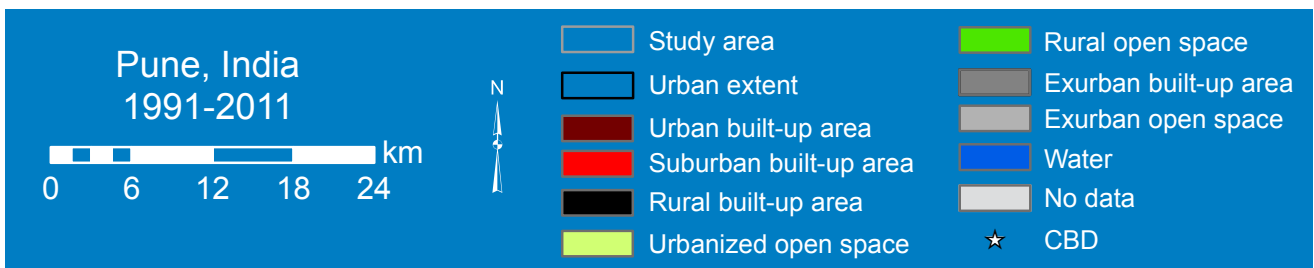 Pune, India
1991-2011
km
0 6 12 18 24
N
Study area
Urban extent
Urban built-up area
Suburban built-up area
Rural built-up area
Urbanized open space
Rural open space
Exurban built-up area
Exurban open space
Water
No data
CBD